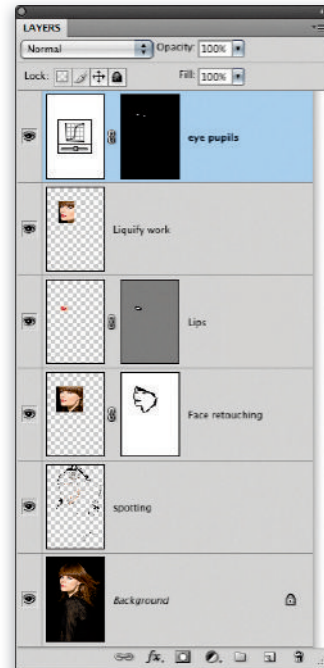 LAYERS
Normal Opacity: 100%
Lock: Fill: 100%
eye pupils
Liquify work
Lips
Face retouching
spotting
Background
fx.